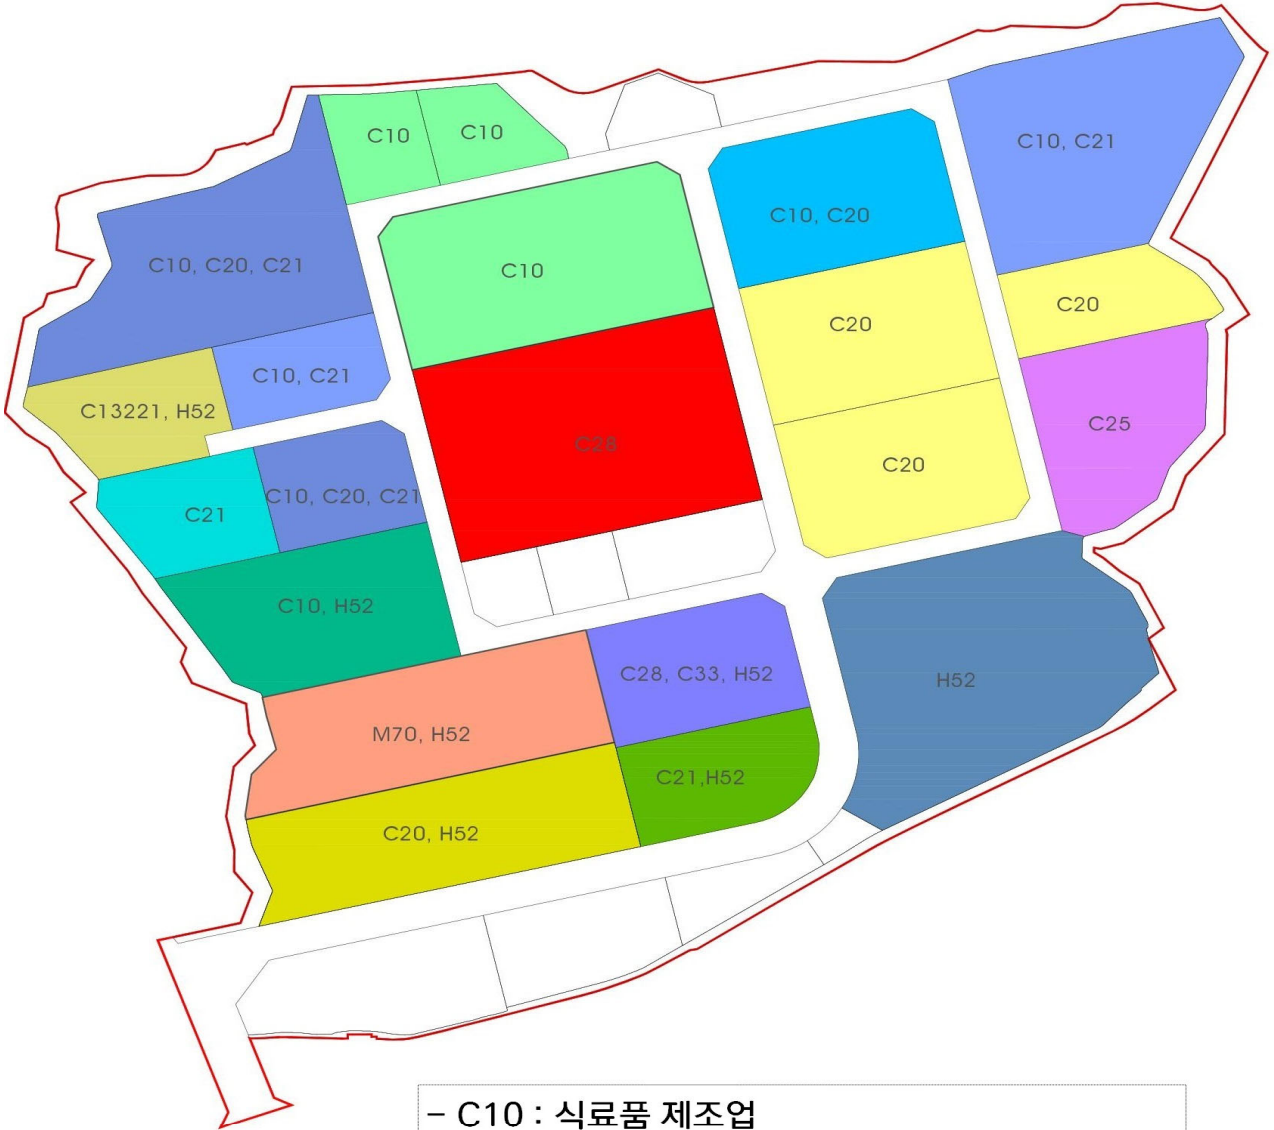 C10
C10
C10, C21
C10, C20
C10, C20, C21
C10
C20
C20
C10, C21
C13221, H52
C25
C28
C20
C10, C20, C21
C21
C10, H52
C28, C33, H52
H52
M70, H52
C21,H52
C20, H52
- C10 : 식료품 제조업